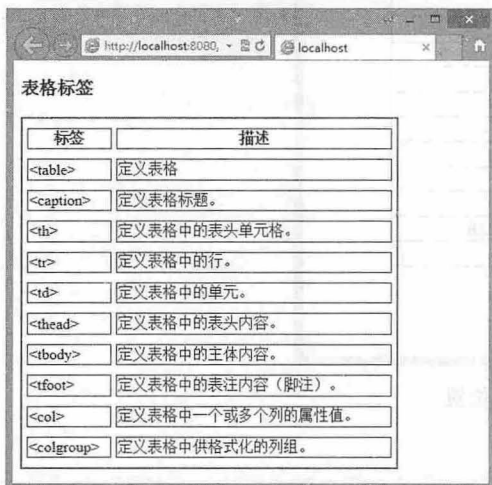 http://localhost:8080,
localhost
表格标签
标签 描述
<table> 定义表格
<caption> 定义表格标题。
<th> 定义表格中的表头单元格。
<tr> 定义表格中的行。
<td> 定义表格中的单元。
<thead> 定义表格中的表头内容。
<tbody> 定义表格中的主体内容。
<tfoot> 定义表格中的表注内容（脚注）。
<col> 定义表格中一个或多个列的属性值。
<colgroup> 定义表格中供格式化的列组。